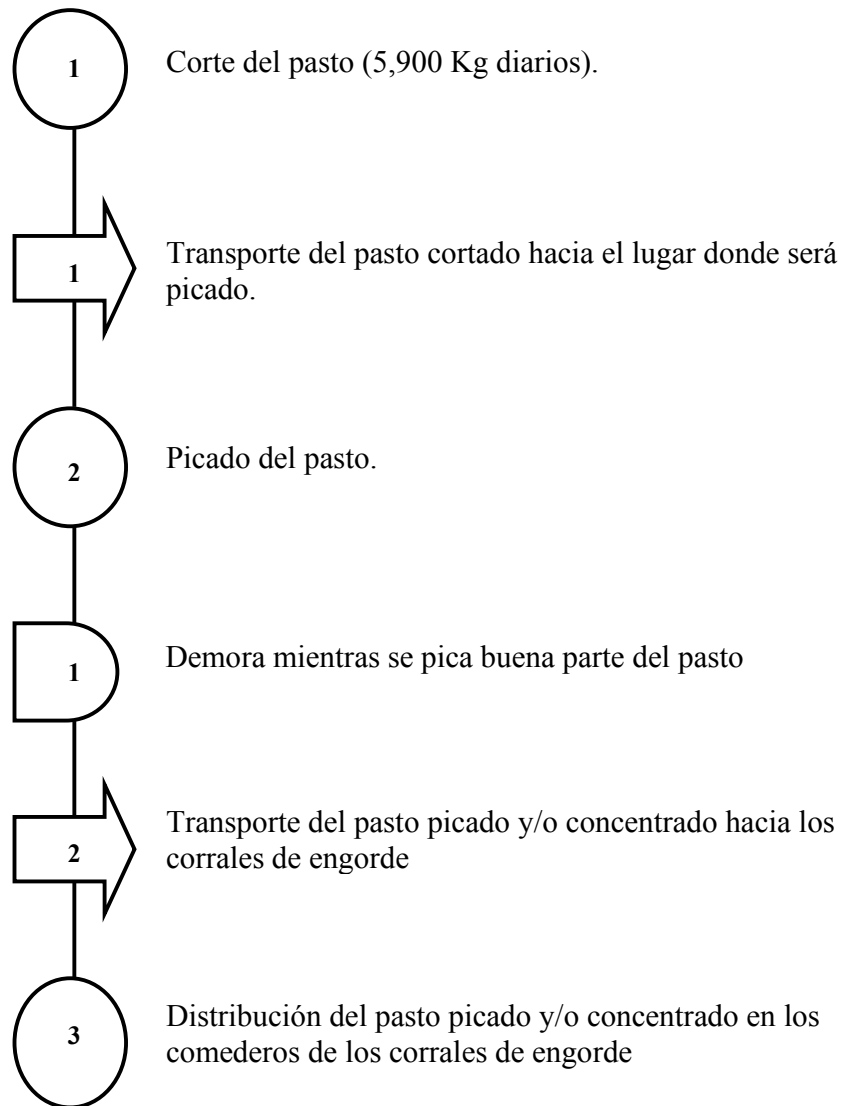 1 Corte del pasto (5,900 Kg diarios).
1 Transporte del pasto cortado hacia el lugar donde será
picado.
2 Picado del pasto.
1 Demora mientras se pica buena parte del pasto
2 Transporte del pasto picado y/o concentrado hacia los
corrales de engorde
3 Distribución del pasto picado y/o concentrado en los
comederos de los corrales de engorde